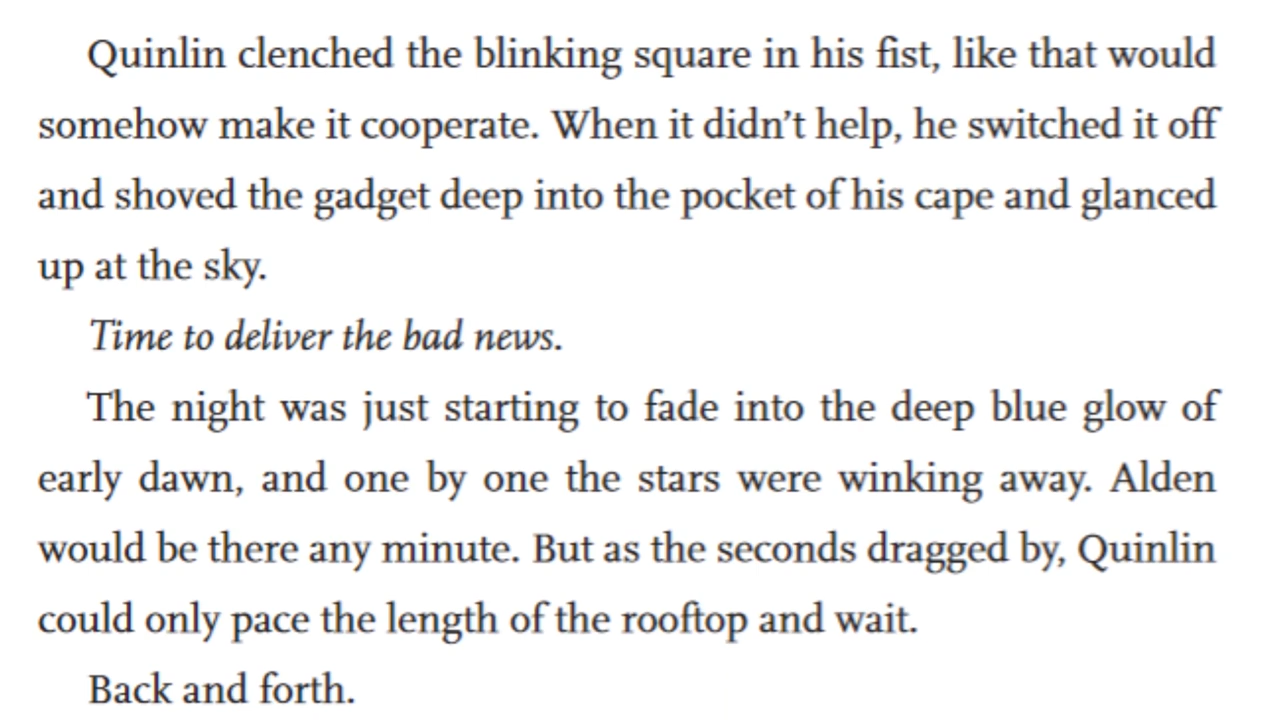 Quinlin clenched the blinking square in his fist, like that would
somehow make it cooperate. When it didn’t help, he switched it off
and shoved the gadget deep into the pocket of his cape and glanced
up at the sky.
Time to deliver the bad news.
The night was just starting to fade into the deep blue glow of
early dawn, and one by one the stars were winking away. Alden
would be there any minute. But as the seconds dragged by, Quinlin
could only pace the length of the rooftop and wait.
Back and forth.